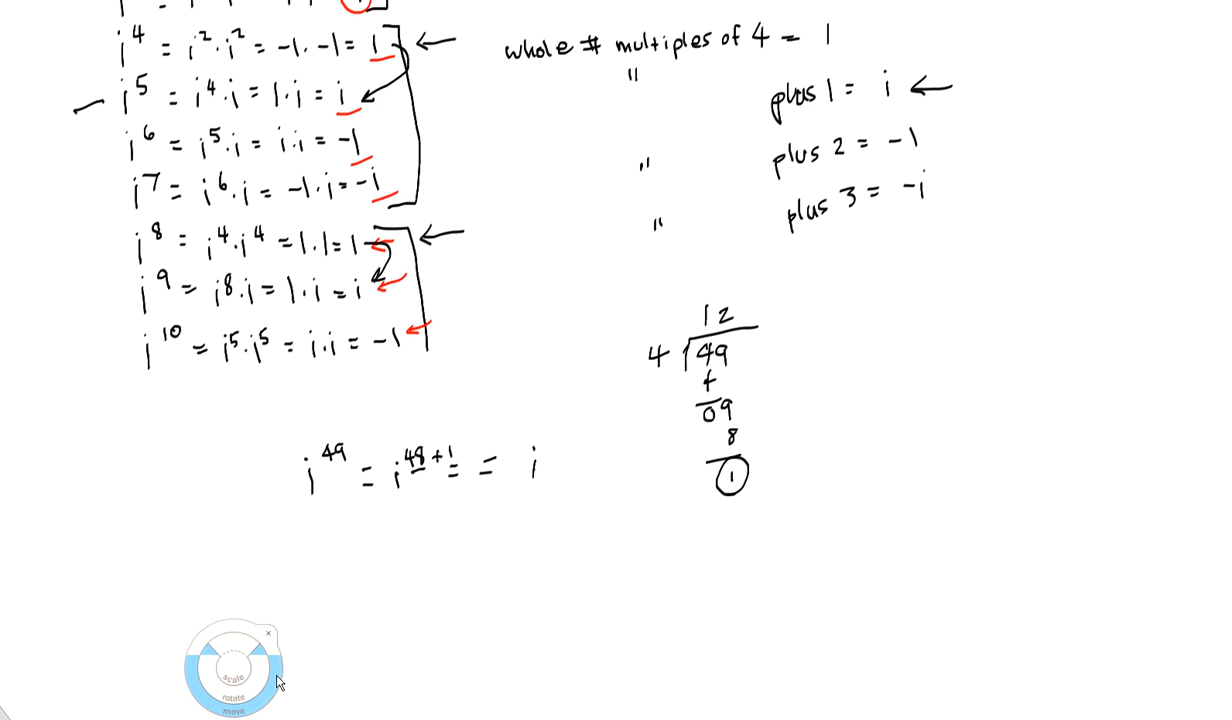 i^4 = i^2 · i^2 = -1 · -1 = 1
i^5 = i^4 · i = 1 · i = i
i^6 = i^5 · i = i · i = -1
i^7 = i^6 · i = -1 · i = -i
i^8 = i^4 · i^4 = 1 · 1 = 1
i^9 = i^8 · i = 1 · i = i
i^10 = i^5 · i^5 = i · i = -1
whole # multiples of 4 = 1
" plus 1 = i
" plus 2 = -1
" plus 3 = -i
12
4 49
4
09
8
1
i^49 = i^48+1 = i
×
scale
rotate
move